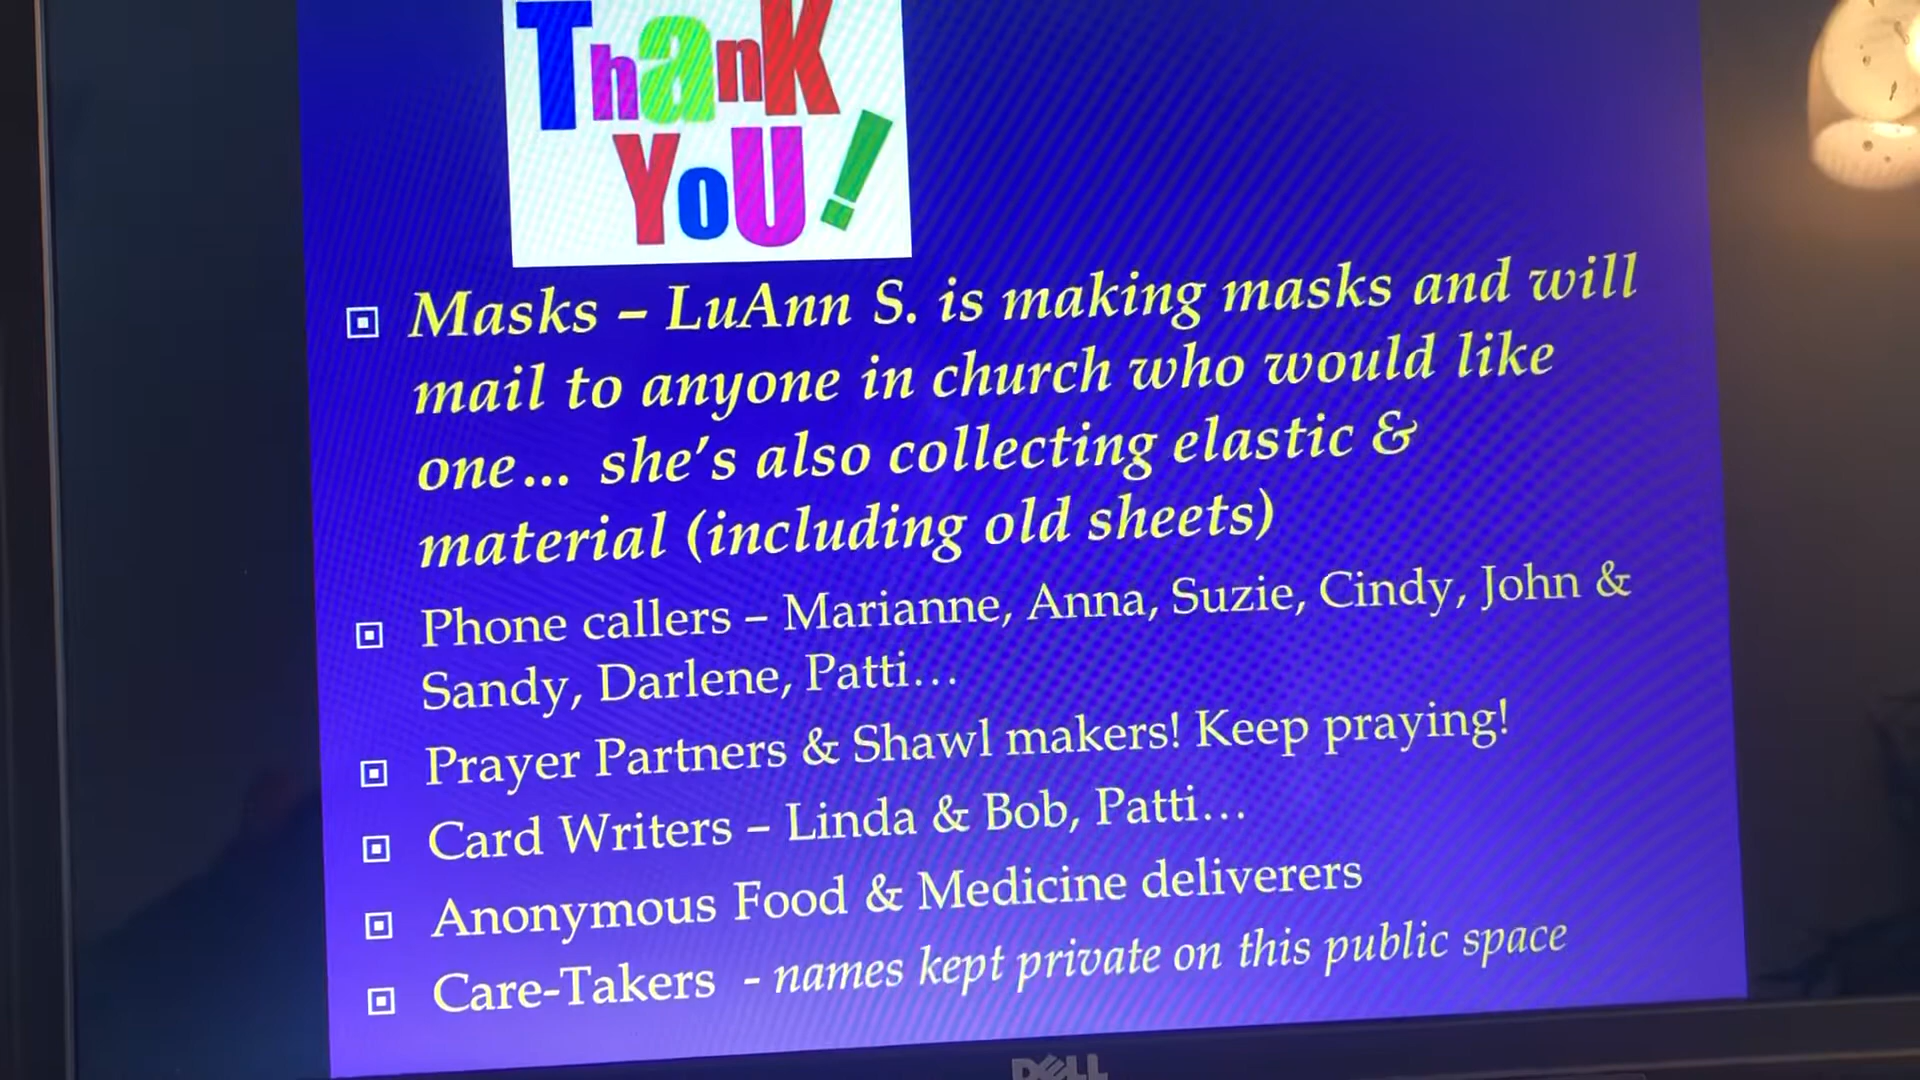 Thank
You!
Masks – LuAnn S. is making masks and will
mail to anyone in church who would like
one... she's also collecting elastic &
material (including old sheets)
Phone callers – Marianne, Anna, Suzie, Cindy, John &
Sandy, Darlene, Patti...
Prayer Partners & Shawl makers! Keep praying!
Card Writers – Linda & Bob, Patti...
Anonymous Food & Medicine deliverers
Care-Takers - names kept private on this public space
DELL